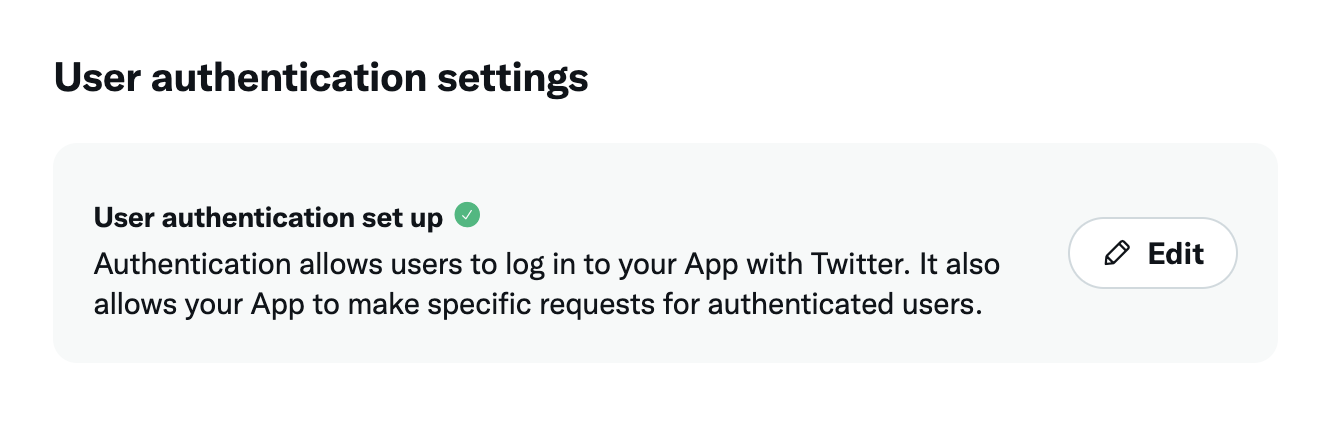 User authentication settings
User authentication set up
Authentication allows users to log in to your App with Twitter. It also
allows your App to make specific requests for authenticated users.
Edit